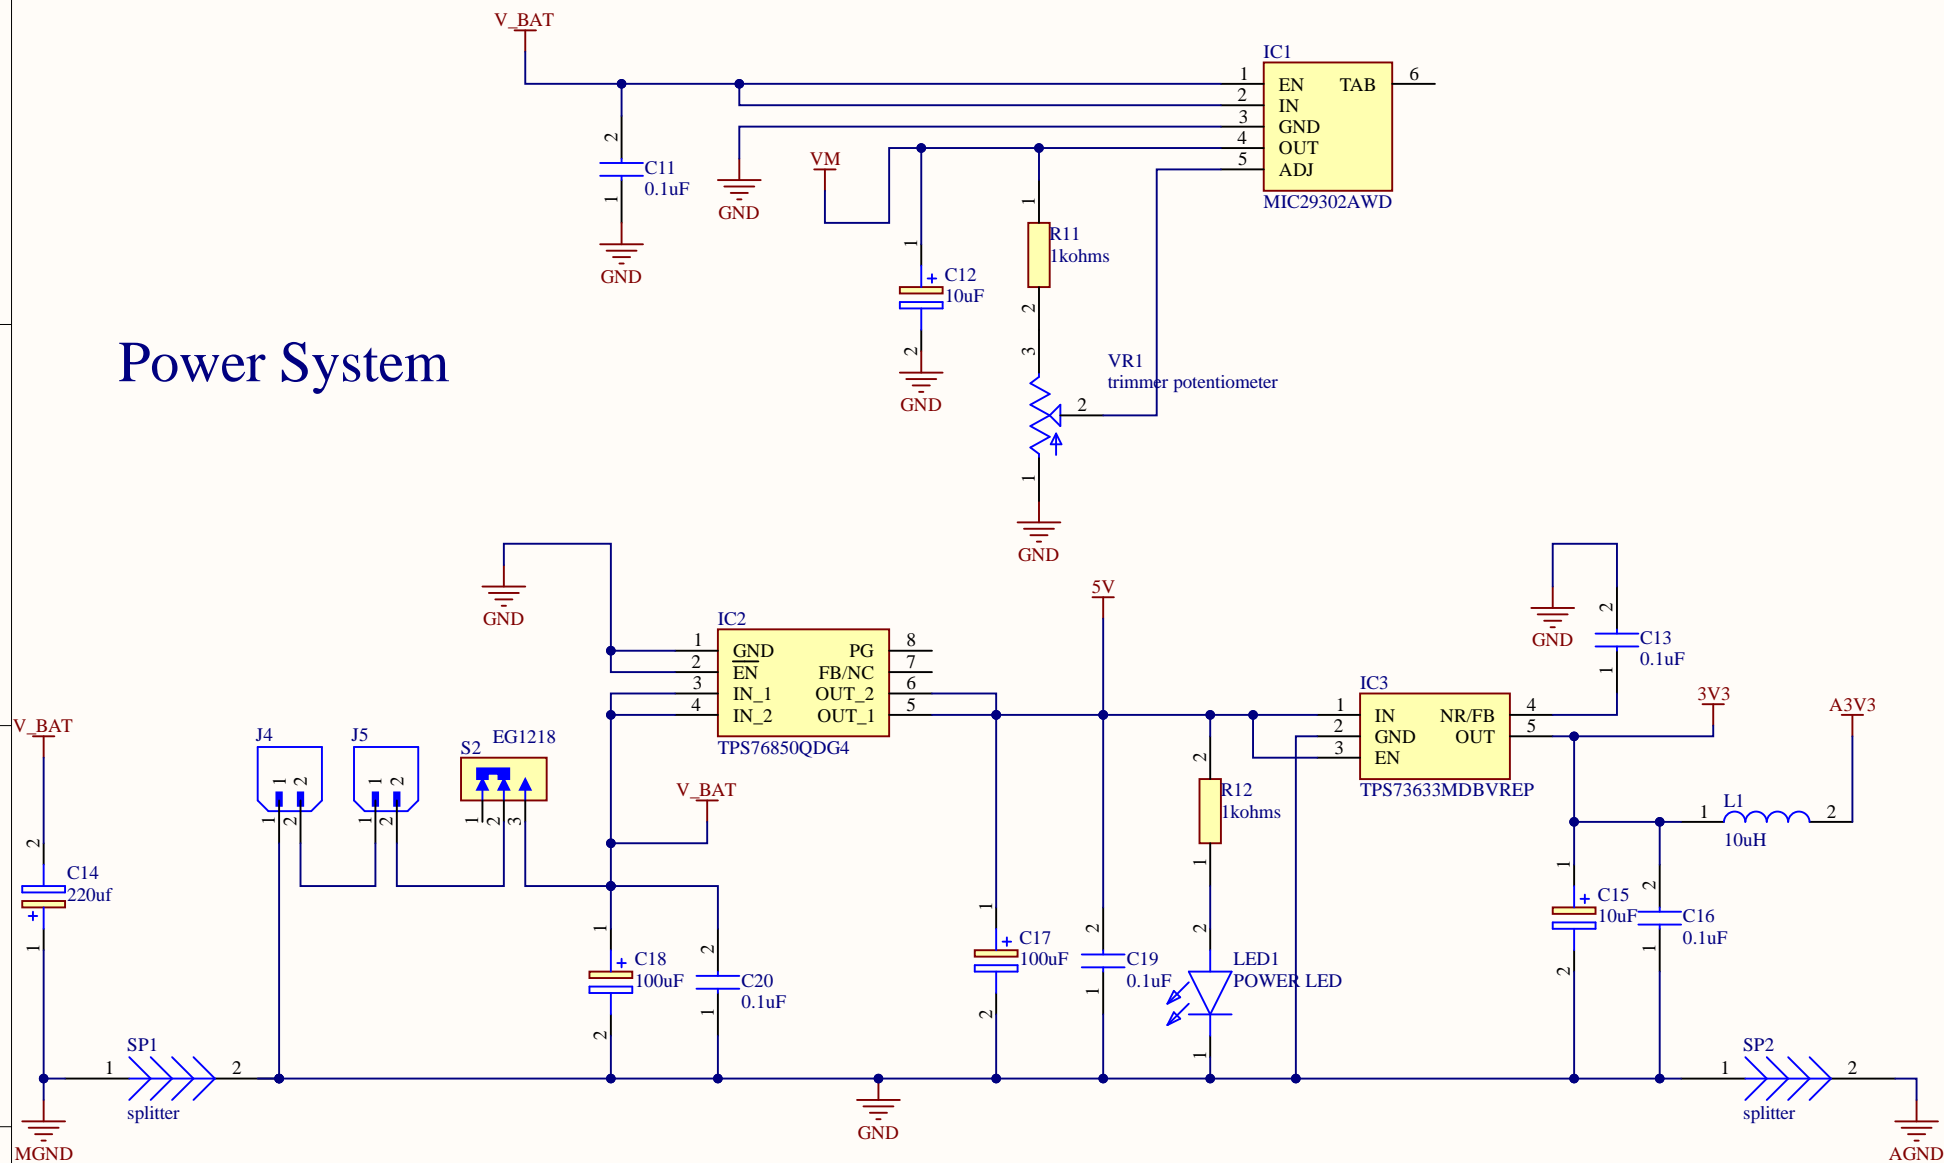 V_BAT
IC1
1
EN
TAB
6
2
IN
3
GND
4
OUT
5
ADJ
MIC29302AWD
2
C11
0.1uF
1
GND
GND
VM
1
C12
10uF
2
GND
1
R11
1kohms
2
3
VR1
trimmer potentiometer
2
1
GND
Power System
GND
IC2
1
GND
PG
8
2
EN
FB/NC
7
3
IN_1
OUT_2
6
4
IN_2
OUT_1
5
TPS76850QDG4
5V
GND
2
C13
0.1uF
1
IC3
1
IN
NR/FB
4
2
GND
OUT
5
3
EN
TPS73633MDBVREP
3V3
A3V3
V_BAT
J4
1
2
1
2
J5
1
2
1
2
S2
EG1218
1
2
3
V_BAT
2
R12
1kohms
1
L1
1
2
10uH
2
C14
220uf
1
1
C18
100uF
2
2
C20
0.1uF
1
1
C17
100uF
2
2
C19
0.1uF
1
2
LED1
POWER LED
1
1
C15
10uF
2
2
C16
0.1uF
1
SP1
1
2
splitter
SP2
1
2
splitter
MGND
GND
AGND